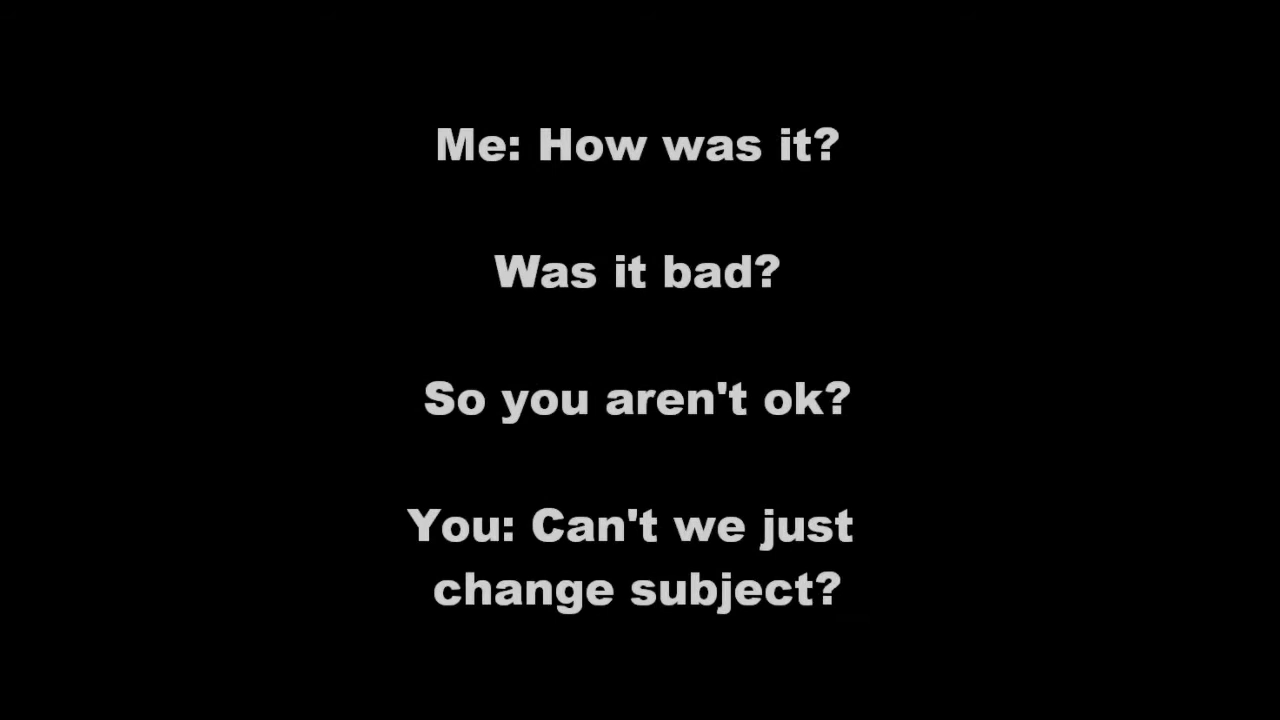 Me: How was it?
Was it bad?
So you aren't ok?
You: Can't we just
change subject?